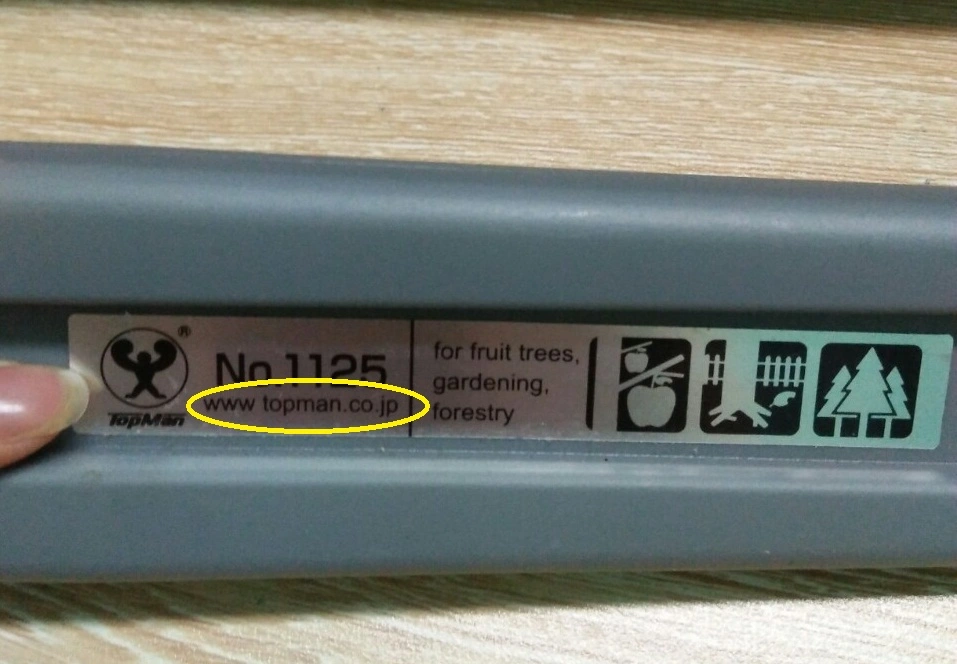 ®
TopMan
No.1125
www topman.co.jp
for fruit trees,
gardening,
forestry